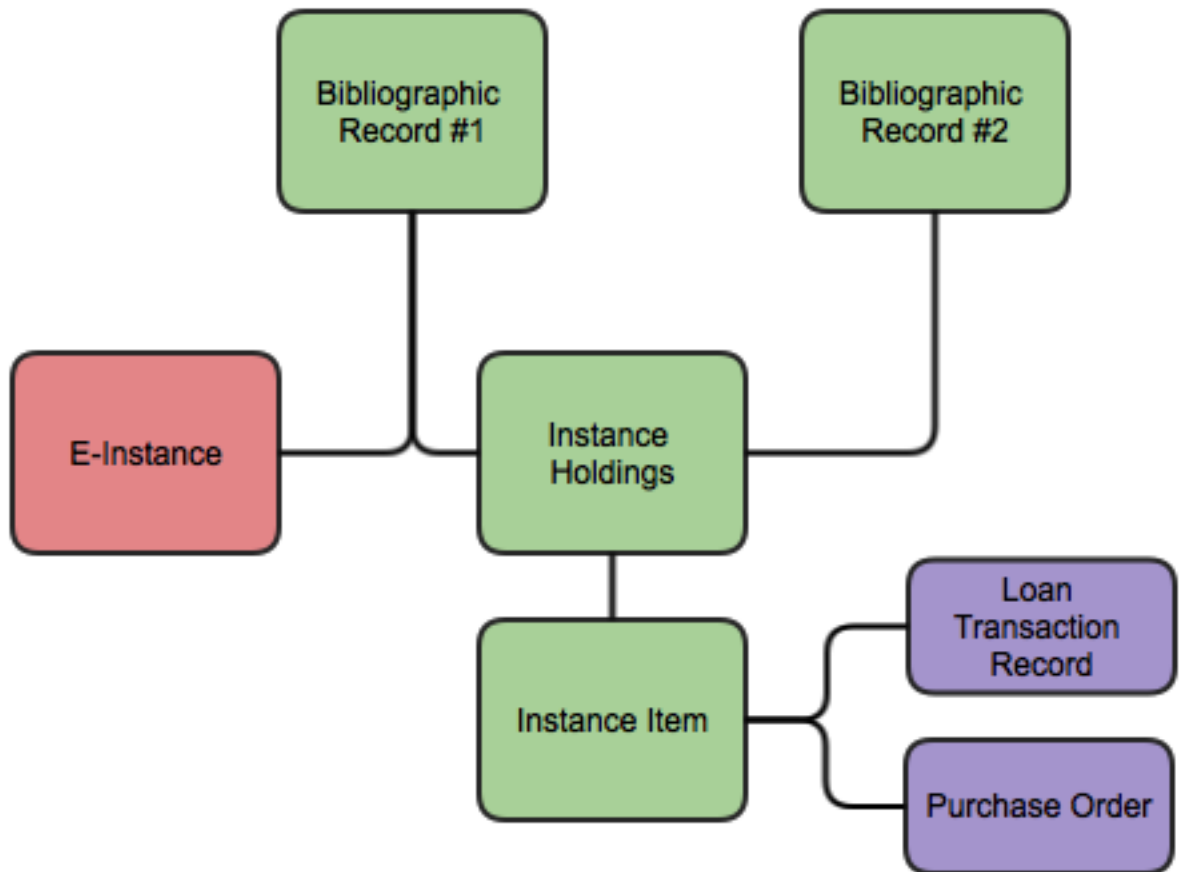 Bibliographic
Record #1
Bibliographic
Record #2
E-Instance
Instance
Holdings
Instance Item
Loan
Transaction
Record
Purchase Order